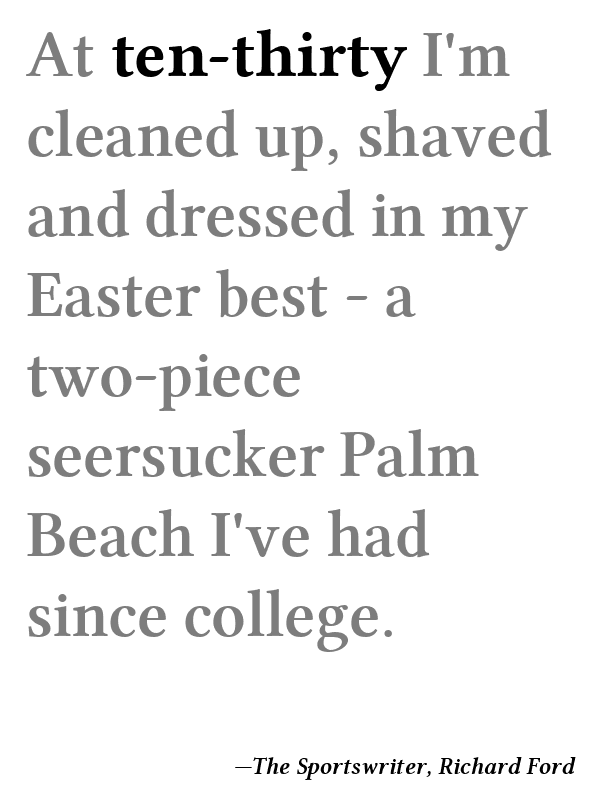 At ten-thirty I'm
cleaned up, shaved
and dressed in my
Easter best - a
two-piece
seersucker Palm
Beach I've had
since college.
—The Sportswriter, Richard Ford